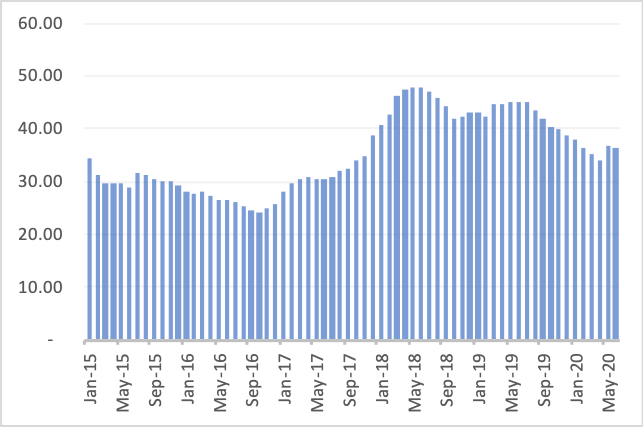 60.00
50.00
40.00
30.00
20.00
10.00
-
Jan-15
May-15
Sep-15
Jan-16
May-16
Sep-16
Jan-17
May-17
Sep-17
Jan-18
May-18
Sep-18
Jan-19
May-19
Sep-19
Jan-20
May-20